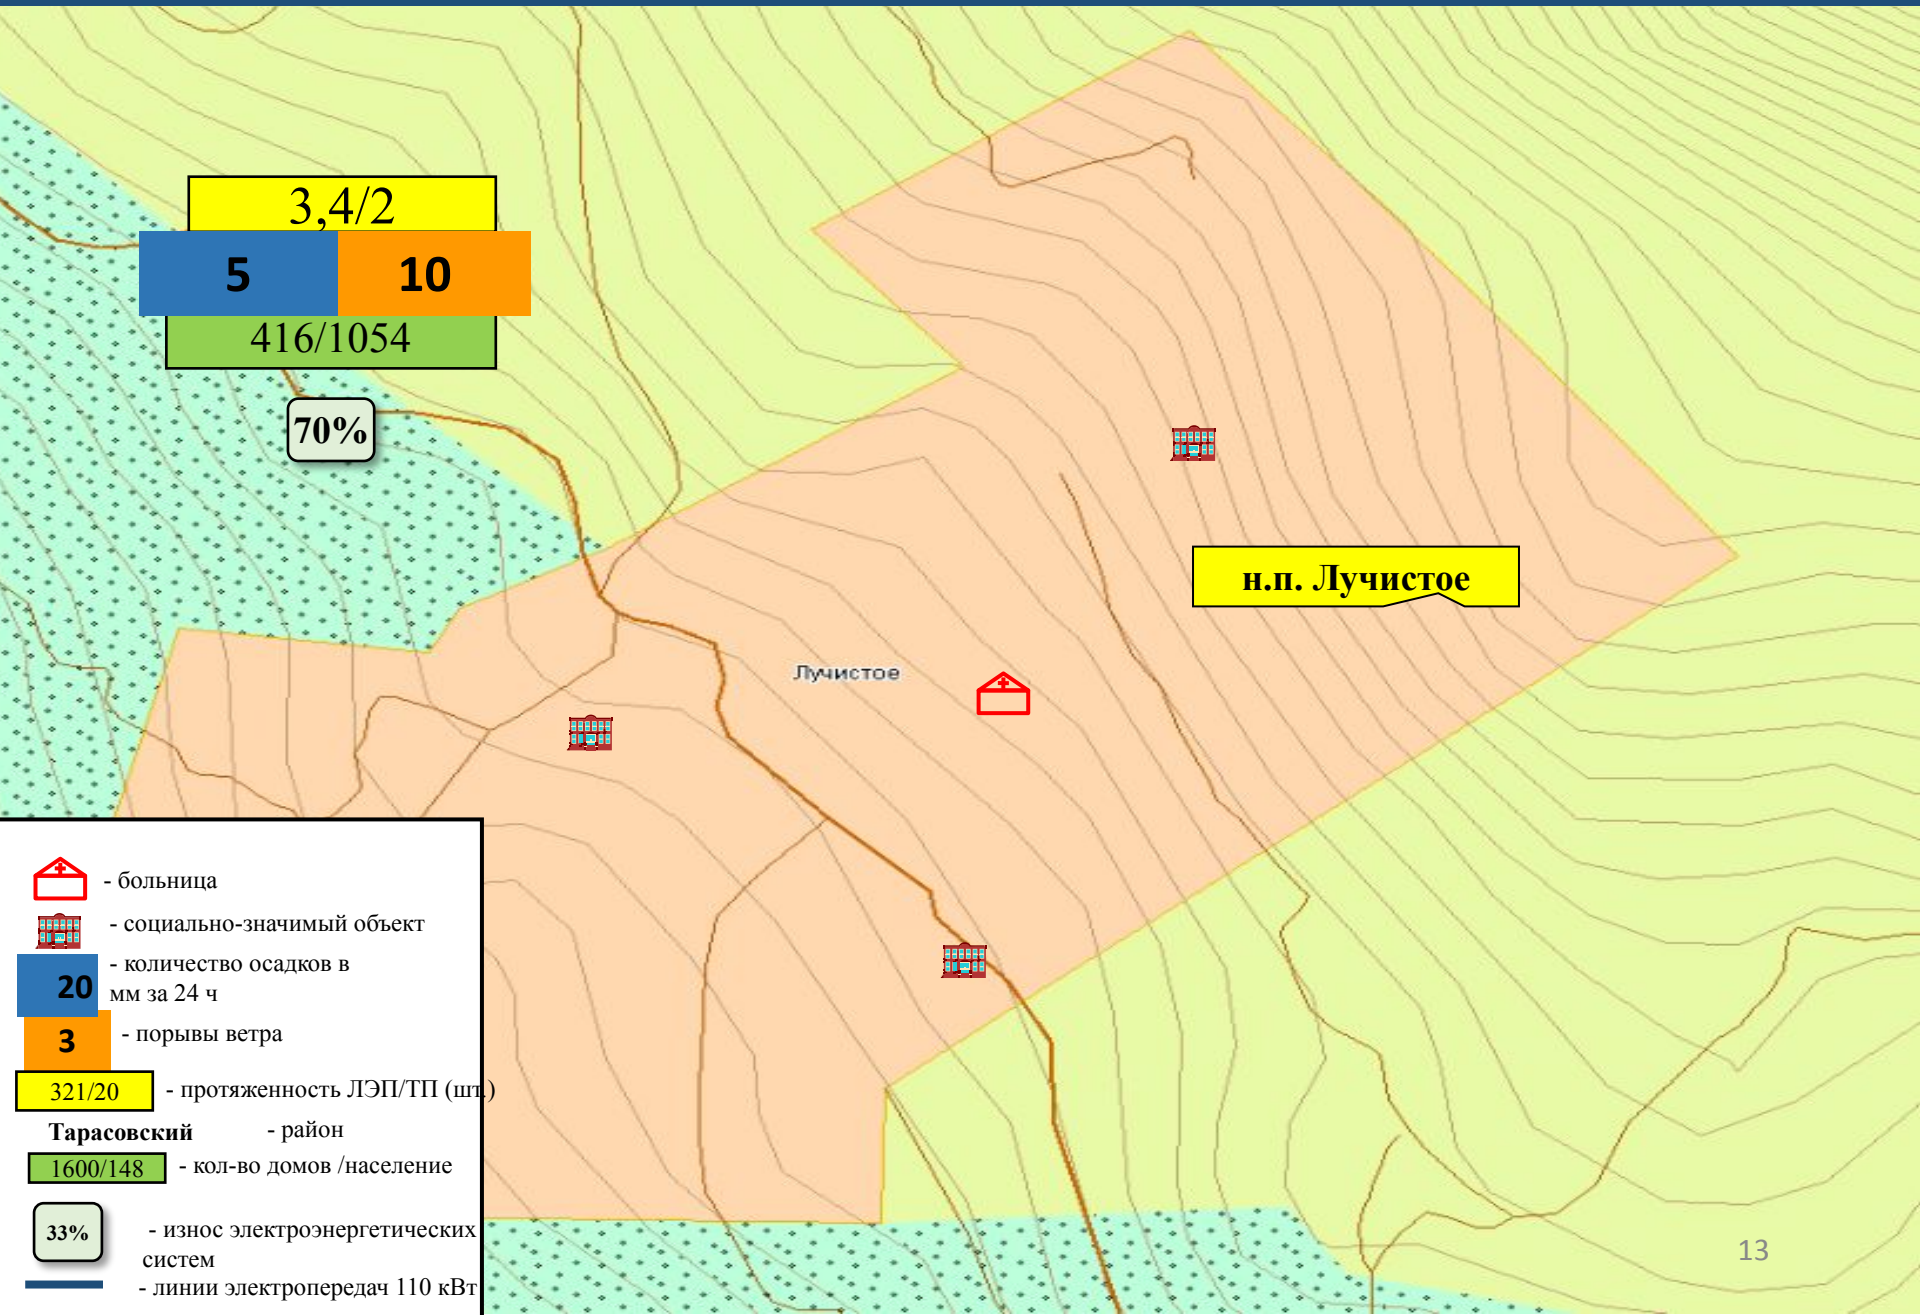 3,4/2
5
10
416/1054
70%
н.п. Лучистое
Лучистое
- больница
- социально-значимый объект
- количество осадков в
20
мм за 24 ч
3
- порывы ветра
321/20
- протяженность ЛЭП/ТП (шт.)
Тарасовский - район
1600/148
- кол-во домов /население
33%
- износ электроэнергетических
систем
- линии электропередач 110 кВт
13